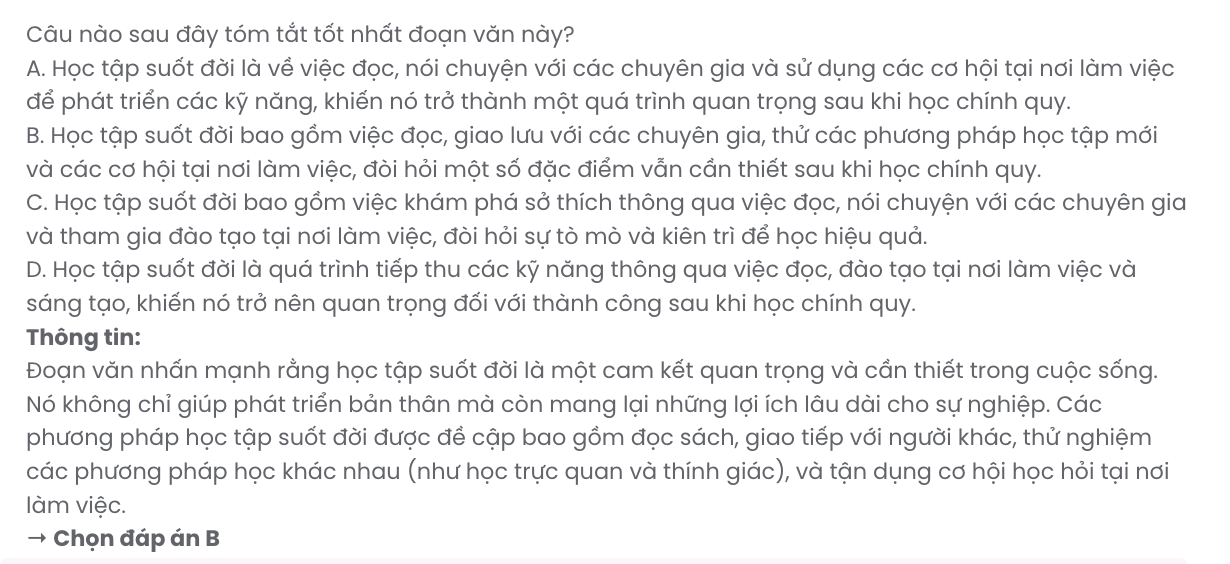 Câu nào sau đây tóm tắt tốt nhất đoạn văn này?
A. Học tập suốt đời là về việc đọc, nói chuyện với các chuyên gia và sử dụng các cơ hội tại nơi làm việc
để phát triển các kỹ năng, khiến nó trở thành một quá trình quan trọng sau khi học chính quy.
B. Học tập suốt đời bao gồm việc đọc, giao lưu với các chuyên gia, thử các phương pháp học tập mới
và các cơ hội tại nơi làm việc, đòi hỏi một số đặc điểm vẫn cần thiết sau khi học chính quy.
C. Học tập suốt đời bao gồm việc khám phá sở thích thông qua việc đọc, nói chuyện với các chuyên gia
và tham gia đào tạo tại nơi làm việc, đòi hỏi sự tò mò và kiên trì để học hiệu quả.
D. Học tập suốt đời là quá trình tiếp thu các kỹ năng thông qua việc đọc, đào tạo tại nơi làm việc và
sáng tạo, khiến nó trở nên quan trọng đối với thành công sau khi học chính quy.
Thông tin:
Đoạn văn nhấn mạnh rằng học tập suốt đời là một cam kết quan trọng và cần thiết trong cuộc sống.
Nó không chỉ giúp phát triển bản thân mà còn mang lại những lợi ích lâu dài cho sự nghiệp. Các
phương pháp học tập suốt đời được đề cập bao gồm đọc sách, giao tiếp với người khác, thử nghiệm
các phương pháp học khác nhau (như học trực quan và thính giác), và tận dụng cơ hội học hỏi tại nơi
làm việc.
→ Chọn đáp án B